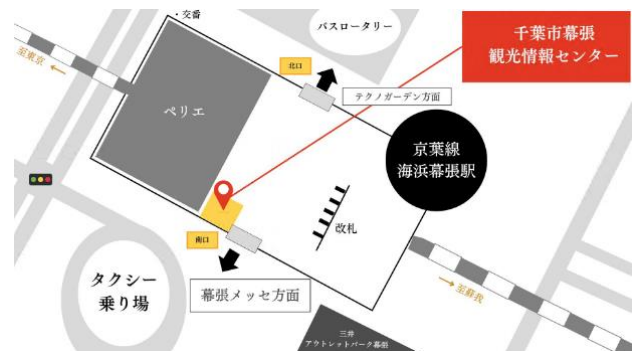 ・交番
バスロータリー
千葉市幕張
観光情報センター
至東京
北口
テクノガーデン方面
ペリエ
京葉線
海浜幕張駅
改札
南口
タクシー
乗り場
幕張メッセ方面
至蘇我
三井
アウトレットパーク幕張